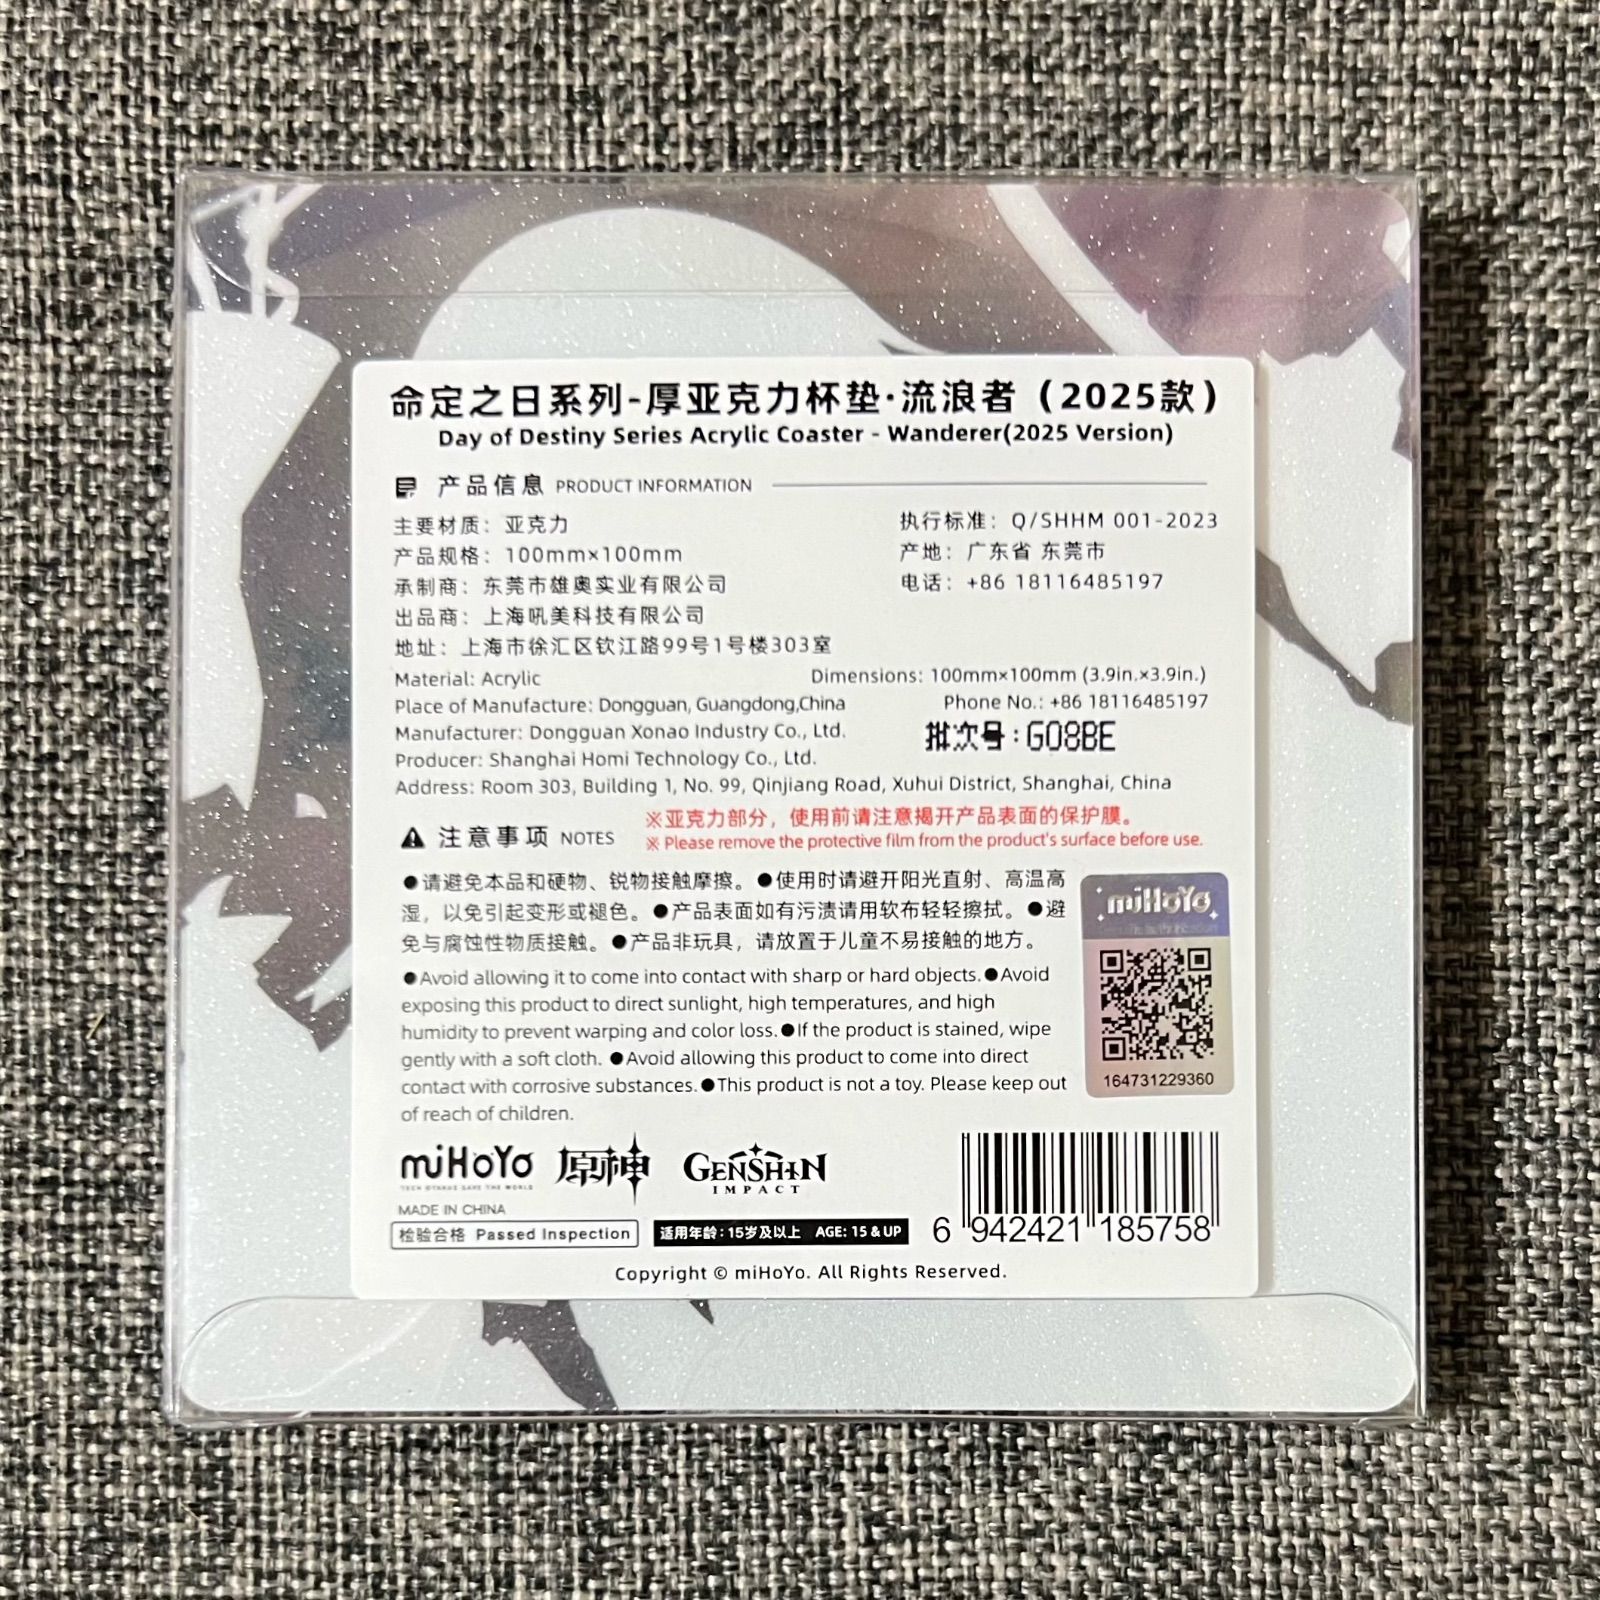 命定之日系列-厚亚克力杯垫·流浪者（2025款）
Day of Destiny Series Acrylic Coaster - Wanderer(2025 Version)
产品信息 PRODUCT INFORMATION
主要材质：亚克力
执行标准：Q/SHHM 001-2023
产品规格：100mm×100mm
产地：广东省 东莞市
承制商：东莞市雄奥实业有限公司
电话：+86 18116485197
出品商：上海吼美科技有限公司
地址：上海市徐汇区钦江路99号1号楼303室
Material: Acrylic
Dimensions: 100mm×100mm (3.9in.×3.9in.)
Place of Manufacture: Dongguan, Guangdong,China
Phone No.: +86 18116485197
Manufacturer: Dongguan Xonao Industry Co., Ltd.
批次号:G08BE
Producer: Shanghai Homi Technology Co., Ltd.
Address: Room 303, Building 1, No. 99, Qinjiang Road, Xuhui District, Shanghai, China
注意事项 NOTES
※亚克力部分，使用前请注意揭开产品表面的保护膜。
※ Please remove the protective film from the product's surface before use.
●请避免本品和硬物、锐物接触摩擦。●使用时请避开阳光直射、高温高
湿，以免引起变形或褪色。●产品表面如有污渍请用软布轻轻擦拭。●避
免与腐蚀性物质接触。●产品非玩具，请放置于儿童不易接触的地方。
●Avoid allowing it to come into contact with sharp or hard objects.●Avoid
exposing this product to direct sunlight, high temperatures, and high
humidity to prevent warping and color loss.●If the product is stained, wipe
gently with a soft cloth. ●Avoid allowing this product to come into direct
contact with corrosive substances.●This product is not a toy. Please keep out
of reach of children.
miHoYo
164731229360
miHoYo 原神 GENSHIN IMPACT
TECH OTAKUS SAVE THE WORLD
MADE IN CHINA
检验合格 Passed Inspection
适用年龄：15岁及以上 AGE: 15 & UP
6 942421 185758
Copyright © miHoYo. All Rights Reserved.